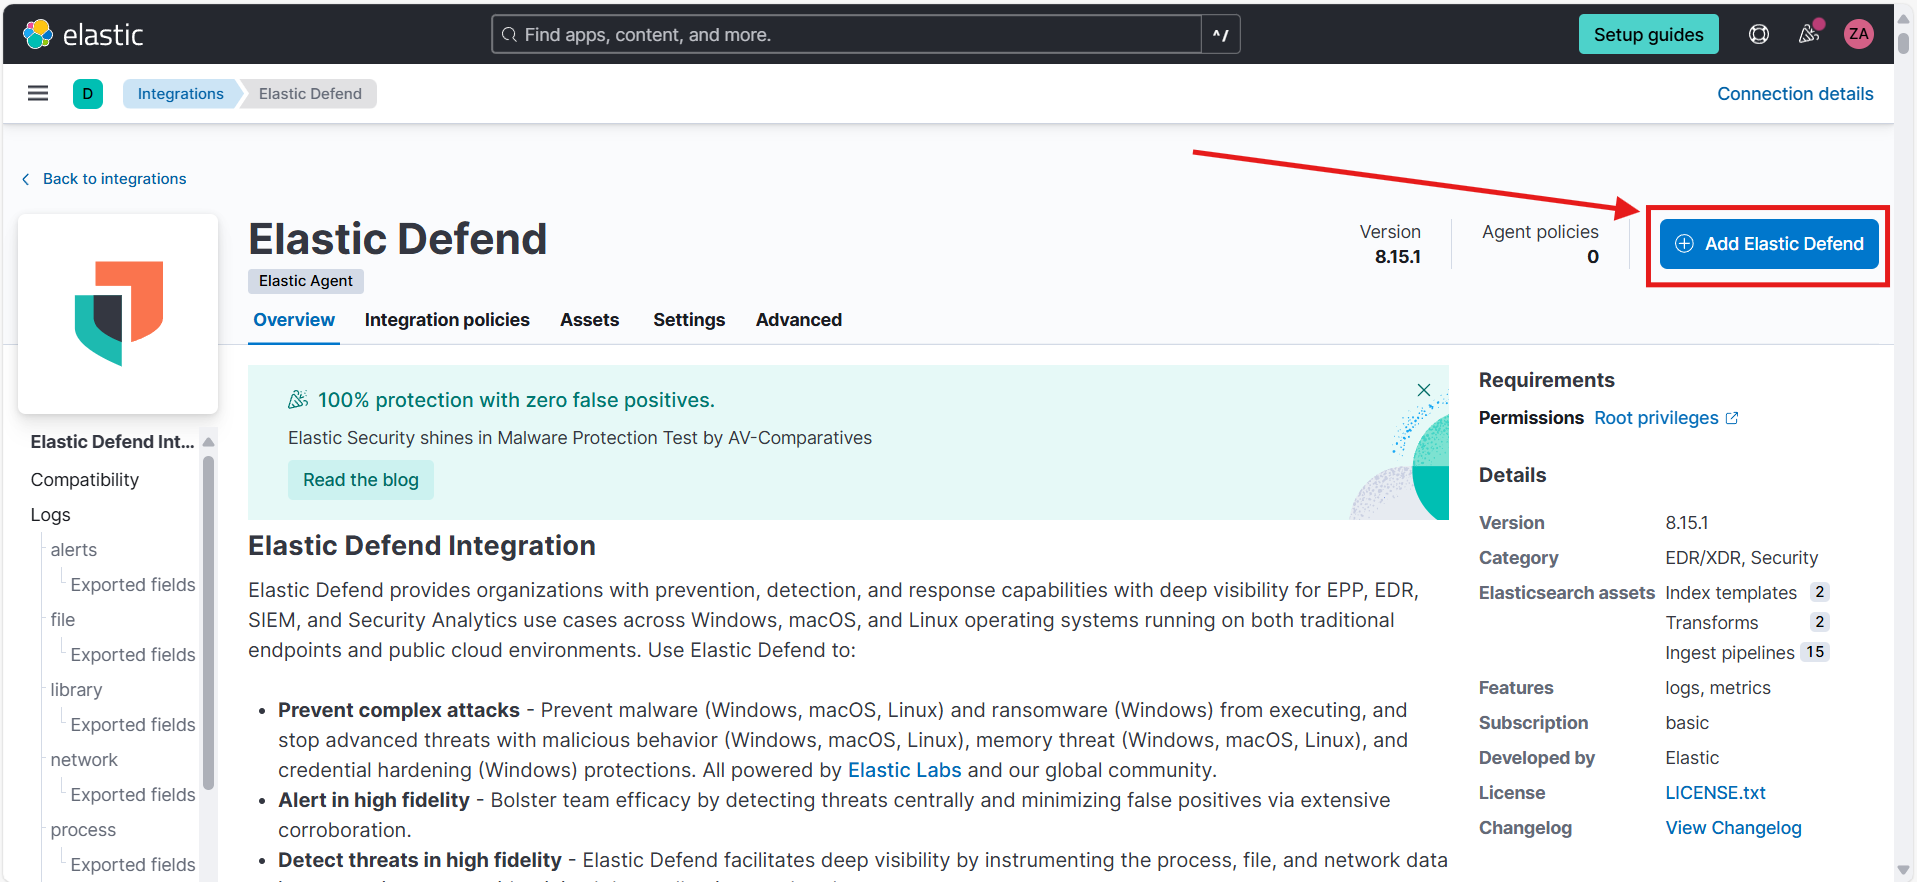 elastic
Find apps, content, and more.
^/
Setup guides
ZA
D
Integrations
Elastic Defend
Connection details
Back to integrations
Elastic Defend
Elastic Agent
Version
8.15.1
Agent policies
0
Add Elastic Defend
Overview
Integration policies
Assets
Settings
Advanced
Elastic Defend Int...
Compatibility
Logs
alerts
Exported fields
file
Exported fields
library
Exported fields
network
Exported fields
process
Exported fields
100% protection with zero false positives.
Elastic Security shines in Malware Protection Test by AV-Comparatives
Read the blog
Elastic Defend Integration
Elastic Defend provides organizations with prevention, detection, and response capabilities with deep visibility for EPP, EDR,
SIEM, and Security Analytics use cases across Windows, macOS, and Linux operating systems running on both traditional
endpoints and public cloud environments. Use Elastic Defend to:
• Prevent complex attacks - Prevent malware (Windows, macOS, Linux) and ransomware (Windows) from executing, and
stop advanced threats with malicious behavior (Windows, macOS, Linux), memory threat (Windows, macOS, Linux), and
credential hardening (Windows) protections. All powered by Elastic Labs and our global community.
• Alert in high fidelity - Bolster team efficacy by detecting threats centrally and minimizing false positives via extensive
corroboration.
• Detect threats in high fidelity - Elastic Defend facilitates deep visibility by instrumenting the process, file, and network data
Requirements
Permissions Root privileges
Details
Version 8.15.1
Category EDR/XDR, Security
Elasticsearch assets Index templates 2
Transforms 2
Ingest pipelines 15
Features logs, metrics
Subscription basic
Developed by Elastic
License LICENSE.txt
Changelog View Changelog